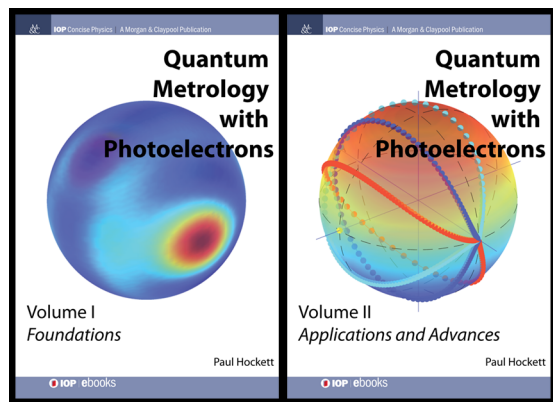 IOP Concise Physics | A Morgan & Claypool Publication
Quantum
Metrology
with
Photoelectrons
Volume I
Foundations
Paul Hockett
IOP ebooks
IOP Concise Physics | A Morgan & Claypool Publication
Quantum
Metrology
with
Photoelectrons
Volume II
Applications and Advances
Paul Hockett
IOP ebooks